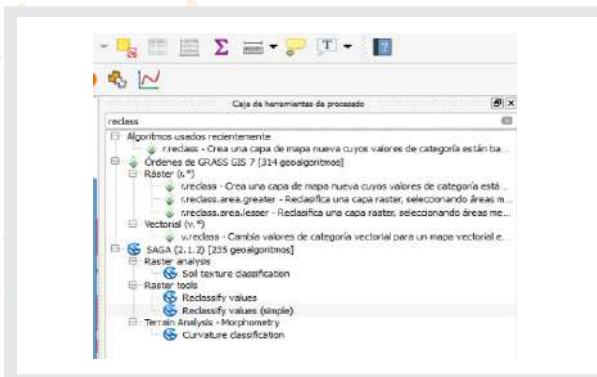 Caja de herramientas de procesado
reclass
Algoritmos usados recientemente
r.reclass - Crea una capa de mapa nueva cuyos valores de categoría están ba...
Órdenes de GRASS GIS 7 [314 geoalgoritmos]
Ráster (r.*)
r.reclass - Crea una capa de mapa nueva cuyos valores de categoría está...
r.reclass.area.greater - Reclasifica una capa raster, seleccionando áreas m...
r.reclass.area.lesser - Reclasifica una capa raster, seleccionando áreas me...
Vectorial (v.*)
v.reclass - Cambia valores de categoría vectorial para un mapa vectorial e...
SAGA (2.1.2) [235 geoalgoritmos]
Raster analysis
Soil texture classification
Raster tools
Reclassify values
Reclassify values (simple)
Terrain Analysis - Morphometry
Curvature classification